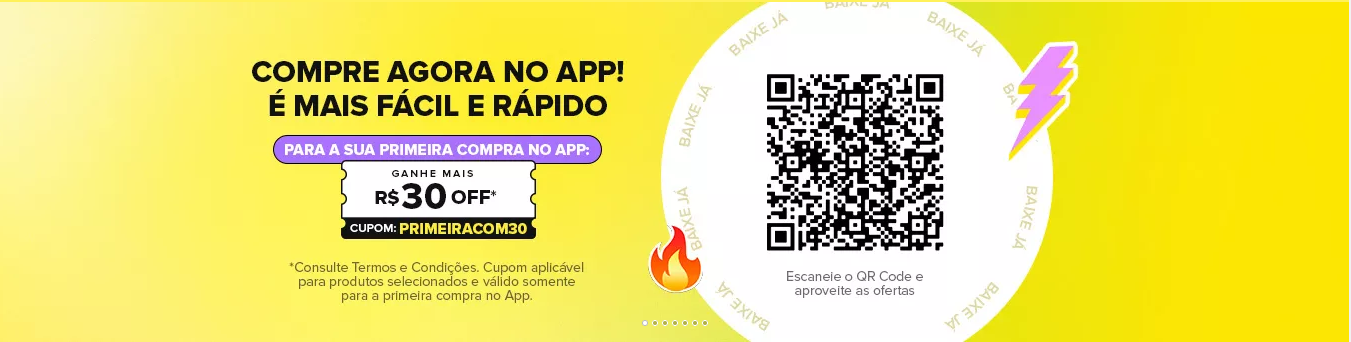 COMPRE AGORA NO APP!
É MAIS FÁCIL E RÁPIDO
PARA A SUA PRIMEIRA COMPRA NO APP:
GANHE MAIS
R$30 OFF*
CUPOM: PRIMEIRACOM30
*Consulte Termos e Condições. Cupom aplicável
para produtos selecionados e válido somente
para a primeira compra no App.
BAIXE JÁ
BAIXE JÁ
BAIXE JÁ
BAIXE JÁ
BAIXE JÁ
BAIXE JÁ
BAIXE JÁ
BAIXE JÁ
Escaneie o QR Code e
aproveite as ofertas